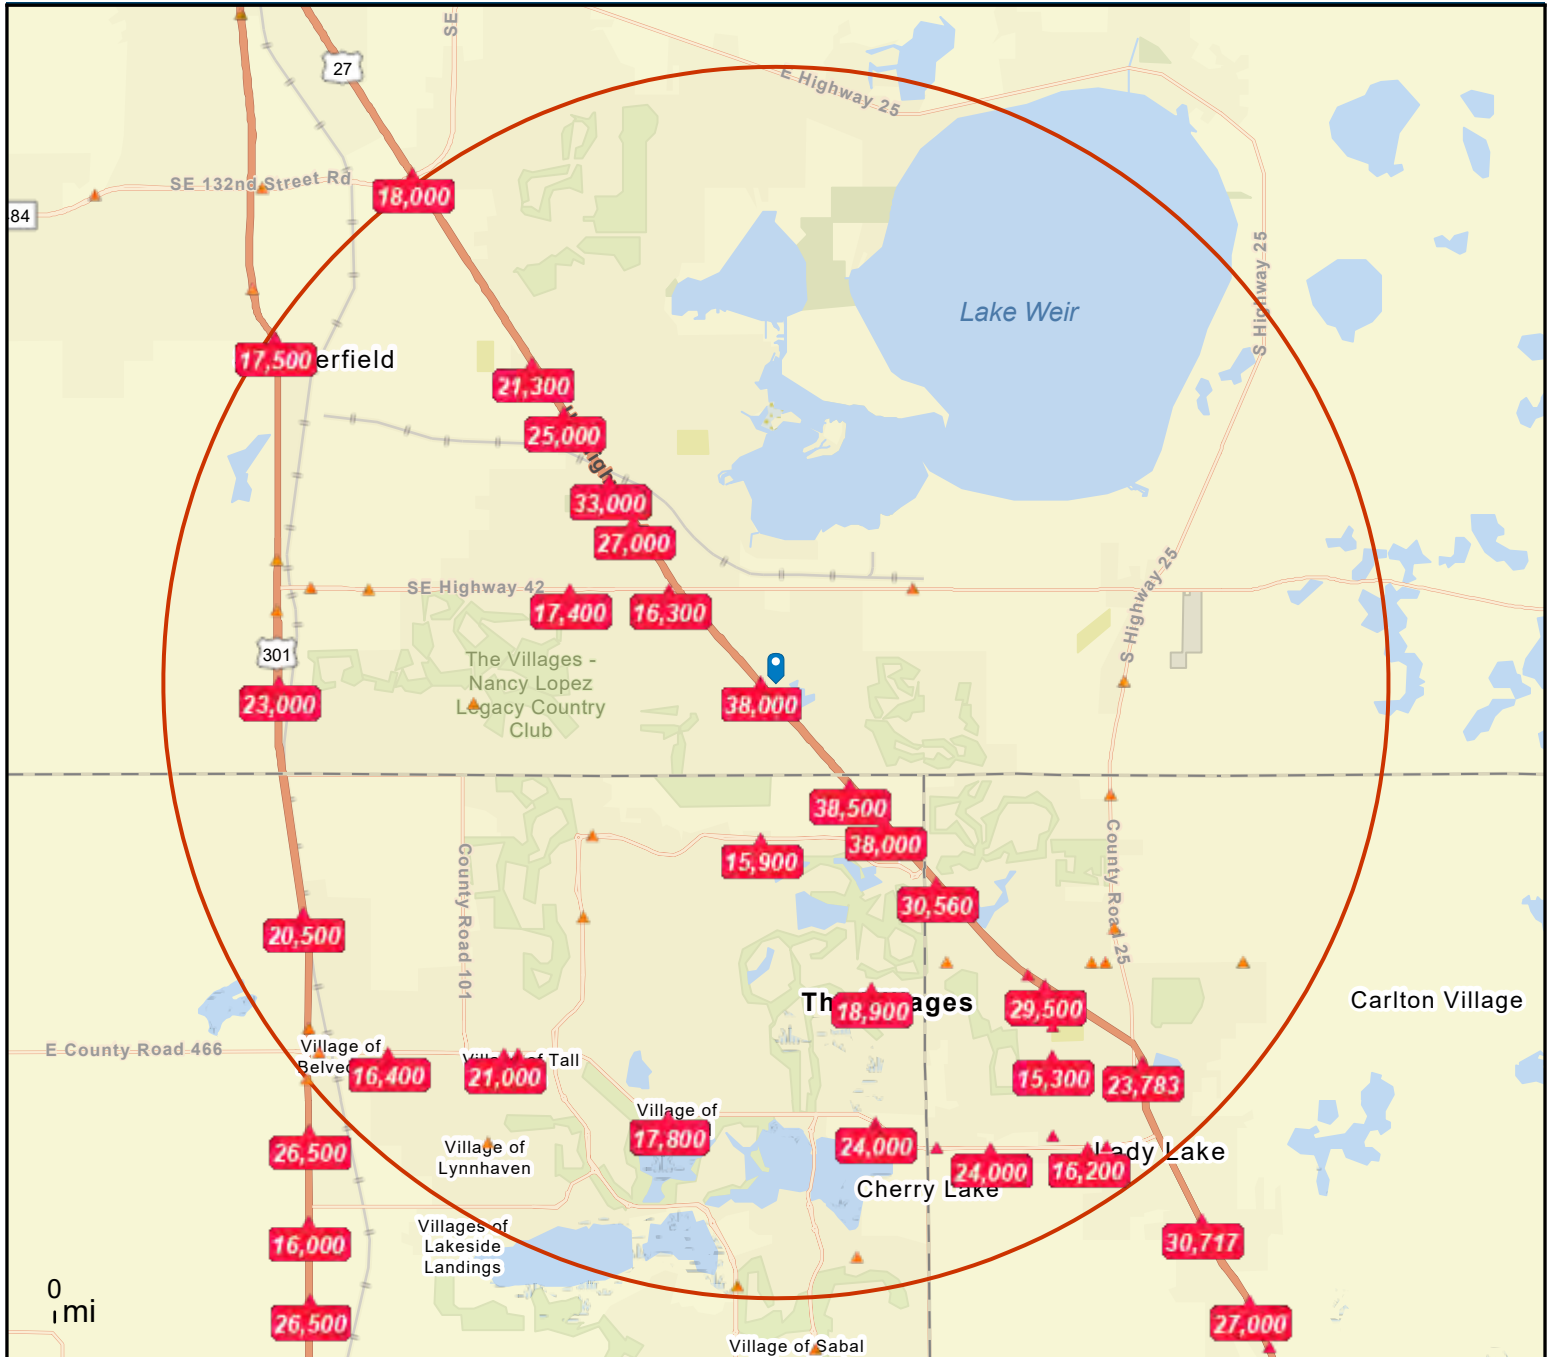 SE
27
E Highway 25
SE 132nd Street Rd
18,000
84
S Highway 25
Lake Weir
17,500
erfield
21,300
25,000
33,000
27,000
SE Highway 42
17,400
16,300
S Highway 25
301
The Villages -
Nancy Lopez
Legacy Country
Club
23,000
38,000
38,500
38,000
15,900
County Road 101
County Road 25
30,560
20,500
The Villages
18,900
29,500
Carlton Village
E County Road 466
Village of
16,400
Village of Tall
21,000
15,300
23,783
Village of
17,800
Village of
Lynnhaven
26,500
24,000
24,000
16,200
Lady Lake
Cherry Lake
Villages of
Lakeside
Landings
16,000
30,717
0
mi
26,500
27,000
Village of Sabal